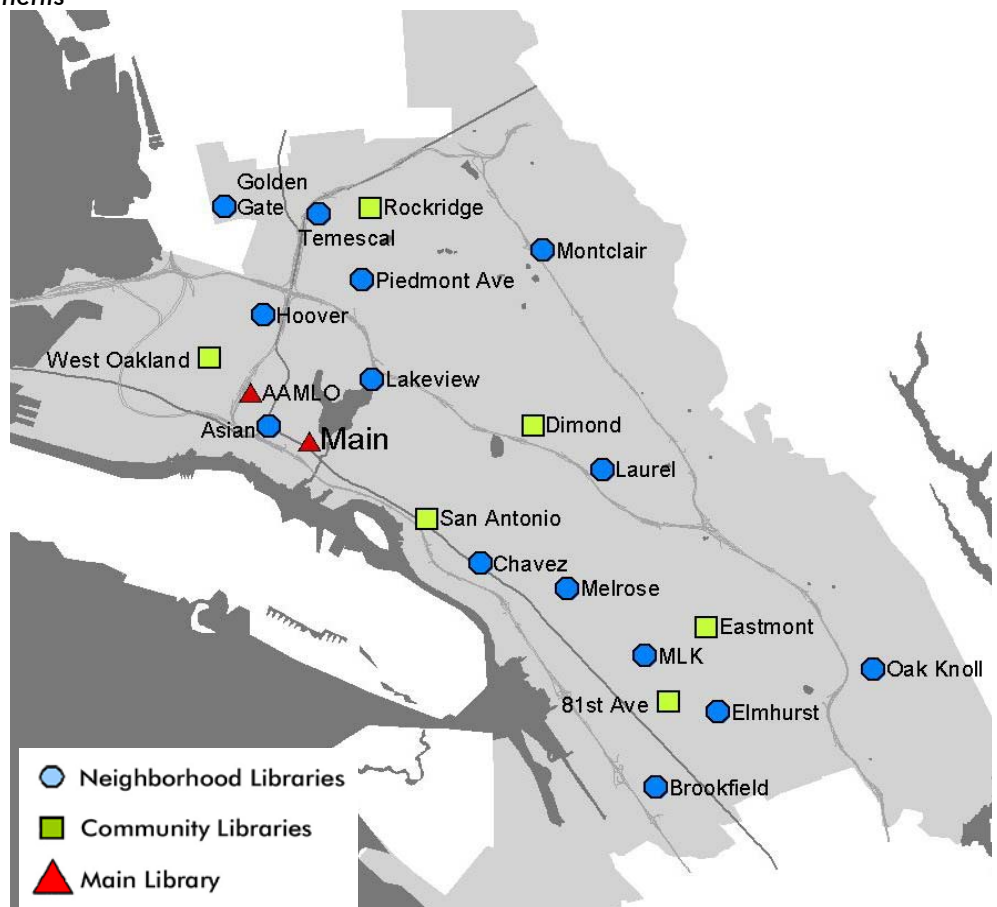 Golden
Gate
Rockridge
Temescal
Montclair
Piedmont Ave
Hoover
West Oakland
Lakeview
AAMLO
Asian
Main
Dimond
Laurel
San Antonio
Chavez
Melrose
Eastmont
MLK
Oak Knoll
81st Ave
Elmhurst
Brookfield
Neighborhood Libraries
Community Libraries
Main Library